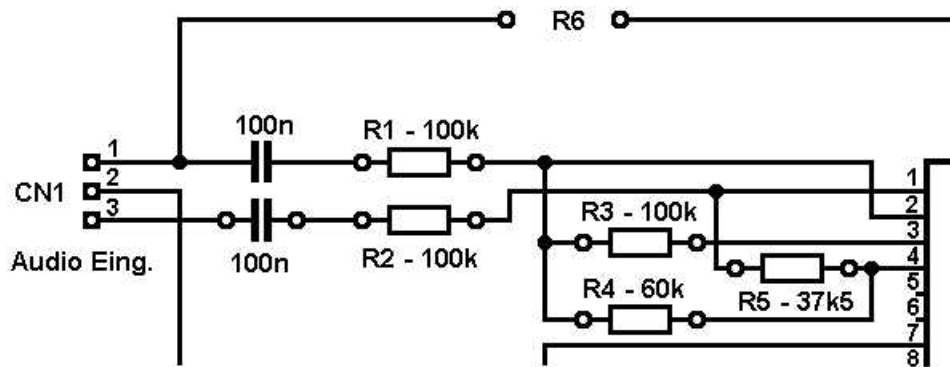 R6
100n
R1 - 100k
1
CN1
2
3
Audio Eing.
100n
R2 - 100k
R3 - 100k
R4 - 60k
R5 - 37k5
1
2
3
4
5
6
7
8